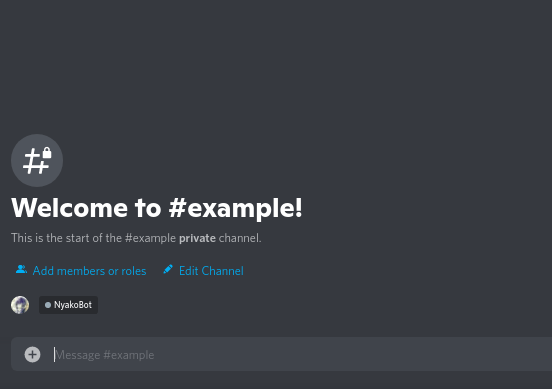 Welcome to #example!
This is the start of the #example private channel.
Add members or roles Edit Channel
NyakoBot
Message #example